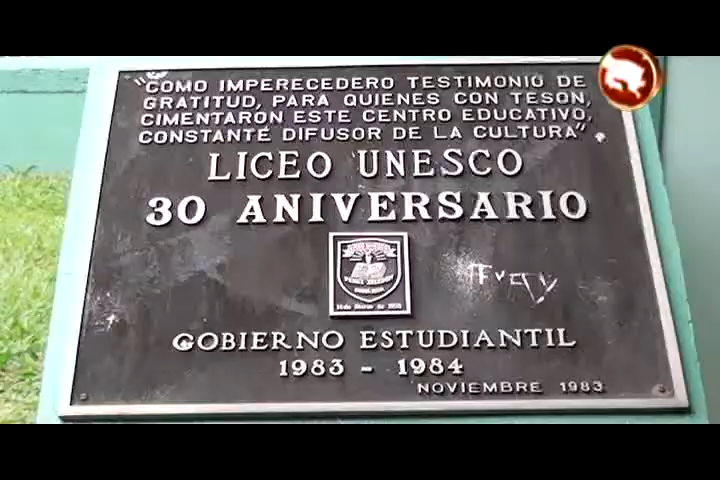 "COMO IMPERECEDERO TESTIMONIO DE
GRATITUD, PARA QUIENES CON TESON,
CIMENTARON ESTE CENTRO EDUCATIVO,
CONSTANTE DIFUSOR DE LA CULTURA".
LICEO UNESCO
30 ANIVERSARIO
GOBIERNO ESTUDIANTIL
1983 - 1984
NOVIEMBRE 1983